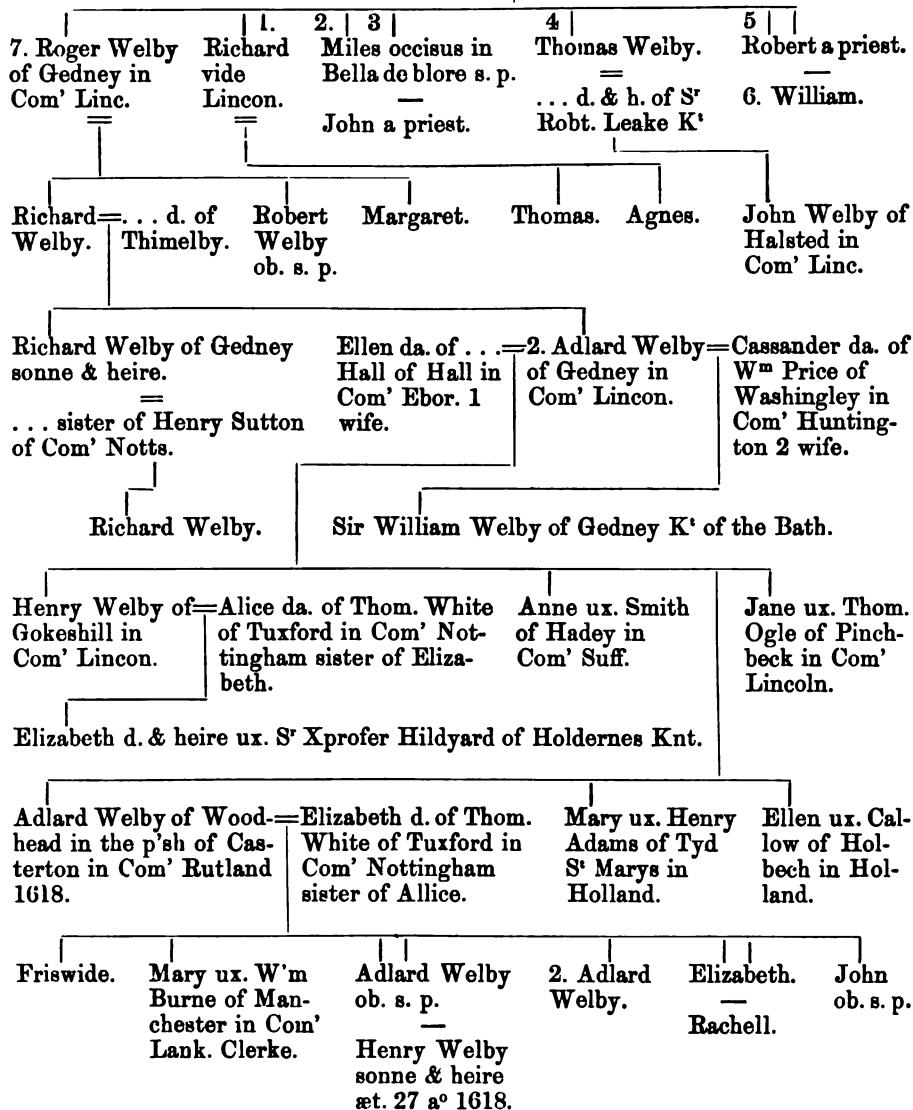 1.
2. 3
4
5
7. Roger Welby
of Gedney in
Com' Linc.
=
Richard
vide
Lincon.
=
Miles occisus in
Bella de blore s. p.
—
John a priest.
Thomas Welby.
=
... d. & h. of Sʳ
Robt. Leake Kᵗ
Robert a priest.
—
6. William.
Richard=... d. of
Welby. Thimelby.
Robert
Welby
ob. s. p.
Margaret.
Thomas.
Agnes.
John Welby of
Halsted in
Com' Linc.
Richard Welby of Gedney
sonne & heire.
=
... sister of Henry Sutton
of Com' Notts.
Ellen da. of ...=2. Adlard Welby=Cassander da. of
Hall of Hall in
Com' Ebor. 1
wife.
of Gedney in
Com' Lincon.
Wᵐ Price of
Washingley in
Com' Hunting-
ton 2 wife.
Richard Welby.
Sir William Welby of Gedney Kᵗ of the Bath.
Henry Welby of=Alice da. of Thom. White
Gokeshill in
Com' Lincon.
of Tuxford in Com' Not-
tingham sister of Eliza-
beth.
Anne ux. Smith
of Hadey in
Com' Suff.
Jane ux. Thom.
Ogle of Pinch-
beck in Com'
Lincoln.
Elizabeth d. & heire ux. Sʳ Xprofer Hildyard of Holdernes Knt.
Adlard Welby of Wood-=Elizabeth d. of Thom.
head in the p'sh of Cas-
terton in Com' Rutland
1618.
White of Tuxford in
Com' Nottingham
sister of Allice.
Mary ux. Henry
Adams of Tyd
Sᵗ Marys in
Holland.
Ellen ux. Cal-
low of Hol-
bech in Hol-
land.
Friswide.
Mary ux. W'm
Burne of Man-
chester in Com'
Lank. Clerke.
Adlard Welby
ob. s. p.
—
Henry Welby
sonne & heire
æt. 27 aᵒ 1618.
2. Adlard
Welby.
Elizabeth.
—
Rachell.
John
ob. s. p.